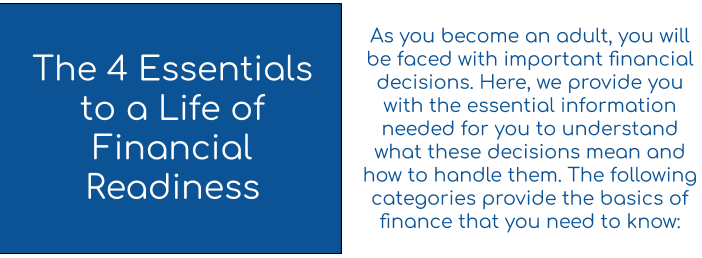 The 4 Essentials
to a Life of
Financial
Readiness
As you become an adult, you will
be faced with important financial
decisions. Here, we provide you
with the essential information
needed for you to understand
what these decisions mean and
how to handle them. The following
categories provide the basics of
finance that you need to know: